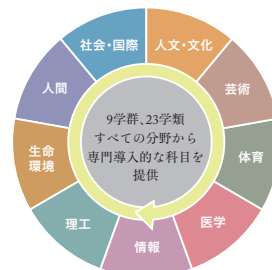 社会・国際
人文・文化
芸術
体育
医学
情報
理工
生命
環境
人間
9学群、23学類
すべての分野から
専門導入的な科目を
提供